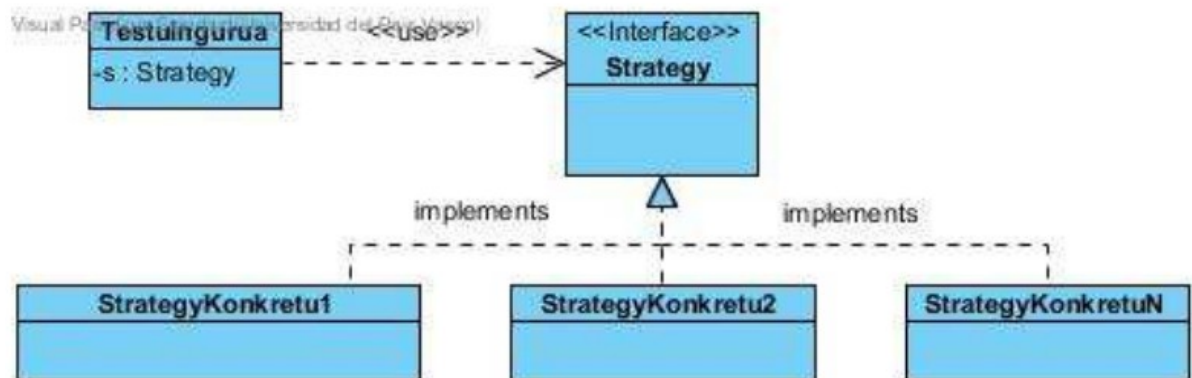 Testuingurua
-s : Strategy
<<use>>
<<Interface>>
Strategy
implements
implements
StrategyKonkretu1
StrategyKonkretu2
StrategyKonkretuN